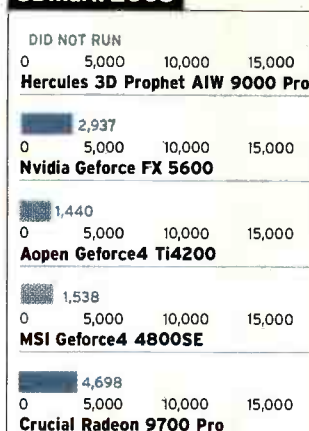 DID NOT RUN
0 5,000 10,000 15,000
Hercules 3D Prophet AIW 9000 Pro
2,937
0 5,000 10,000 15,000
Nvidia Geforce FX 5600
1,440
0 5,000 10,000 15,000
Aopen Geforce4 Ti4200
1,538
0 5,000 10,000 15,000
MSI Geforce4 4800SE
4,698
0 5,000 10,000 15,000
Crucial Radeon 9700 Pro